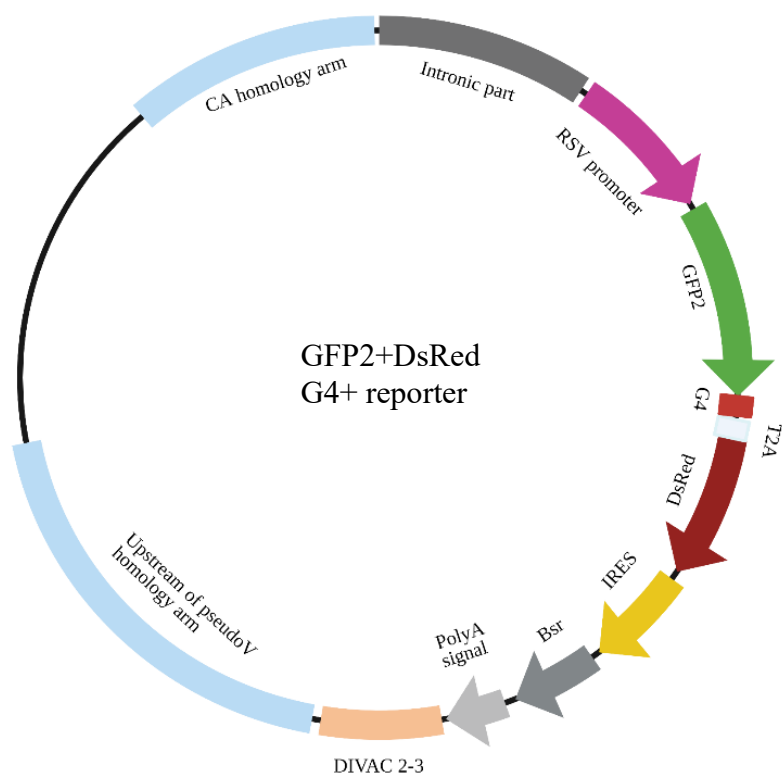 CA homology arm
Intronic part
RSV promoter
GFP2
G4
T2A
DsRed
IRES
Bsr
PolyA
signal
DIVAC 2-3
Upstream of pseudoV
homology arm
GFP2+DsRed
G4+ reporter